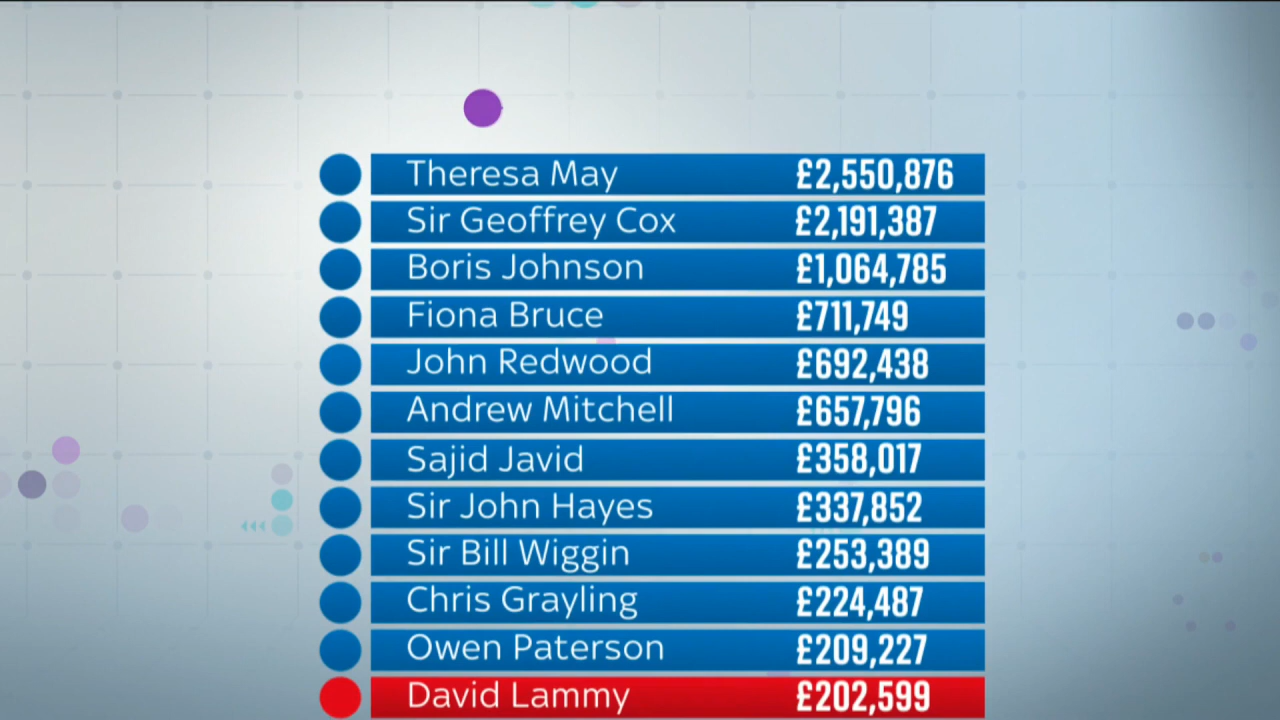 Theresa May £2,550,876
Sir Geoffrey Cox £2,191,387
Boris Johnson £1,064,785
Fiona Bruce £711,749
John Redwood £692,438
Andrew Mitchell £657,796
Sajid Javid £358,017
Sir John Hayes £337,852
Sir Bill Wiggin £253,389
Chris Grayling £224,487
Owen Paterson £209,227
David Lammy £202,599